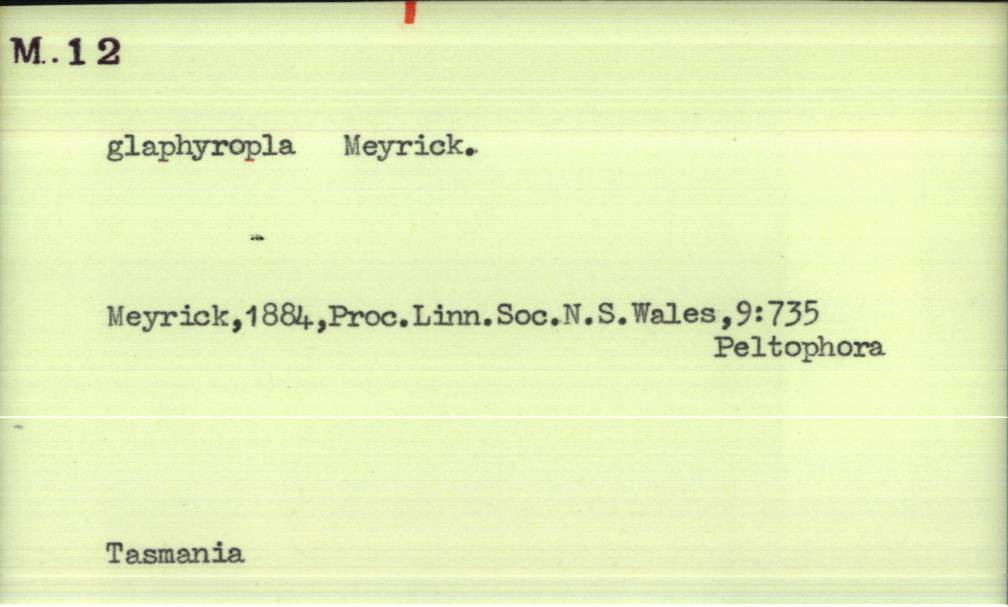 M.12
glaphyropla Meyrick.
Meyrick,1884,Proc.Linn.Soc.N.S.Wales,9:735
Peltophora
Tasmania